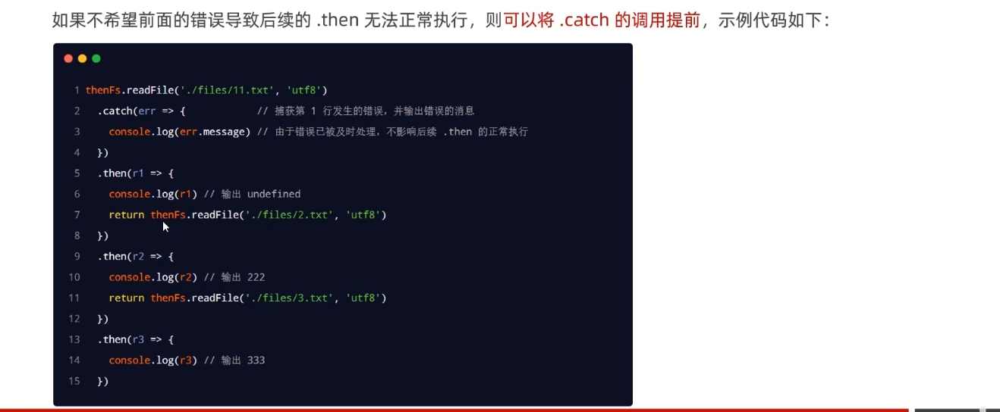 如果不希望前面的错误导致后续的 .then 无法正常执行，则可以将 .catch 的调用提前，示例代码如下：
1 thenFs.readFile('./files/11.txt', 'utf8')
2 .catch(err => { // 捕获第 1 行发生的错误，并输出错误的消息
3 console.log(err.message) // 由于错误已被及时处理，不影响后续 .then 的正常执行
4 })
5 .then(r1 => {
6 console.log(r1) // 输出 undefined
7 return thenFs.readFile('./files/2.txt', 'utf8')
8 })
9 .then(r2 => {
10 console.log(r2) // 输出 222
11 return thenFs.readFile('./files/3.txt', 'utf8')
12 })
13 .then(r3 => {
14 console.log(r3) // 输出 333
15 })